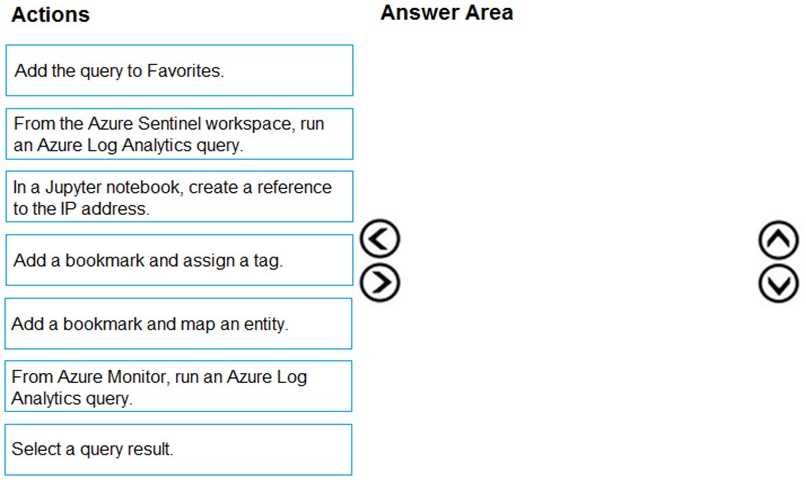 Actions
Answer Area
Add the query to Favorites.
From the Azure Sentinel workspace, run
an Azure Log Analytics query.
In a Jupyter notebook, create a reference
to the IP address.
Add a bookmark and assign a tag.
Add a bookmark and map an entity.
From Azure Monitor, run an Azure Log
Analytics query.
Select a query result.